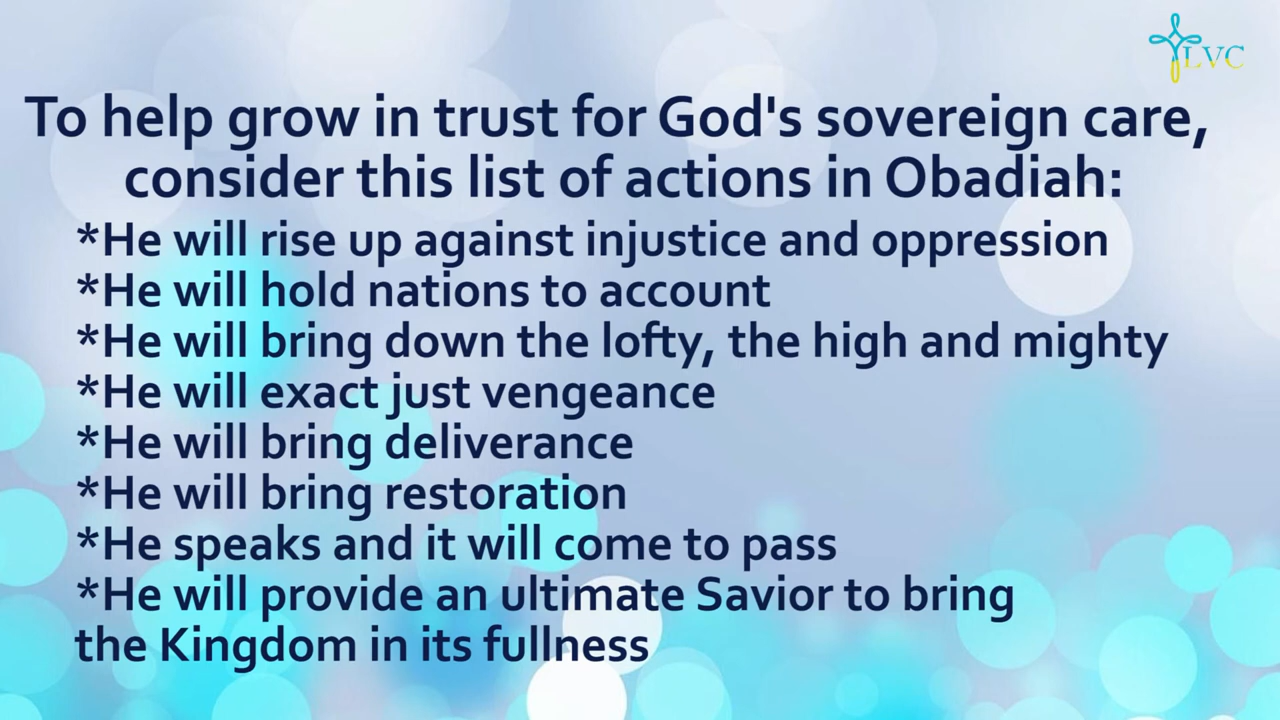 LVC
To help grow in trust for God's sovereign care,
consider this list of actions in Obadiah:
*He will rise up against injustice and oppression
*He will hold nations to account
*He will bring down the lofty, the high and mighty
*He will exact just vengeance
*He will bring deliverance
*He will bring restoration
*He speaks and it will come to pass
*He will provide an ultimate Savior to bring
the Kingdom in its fullness